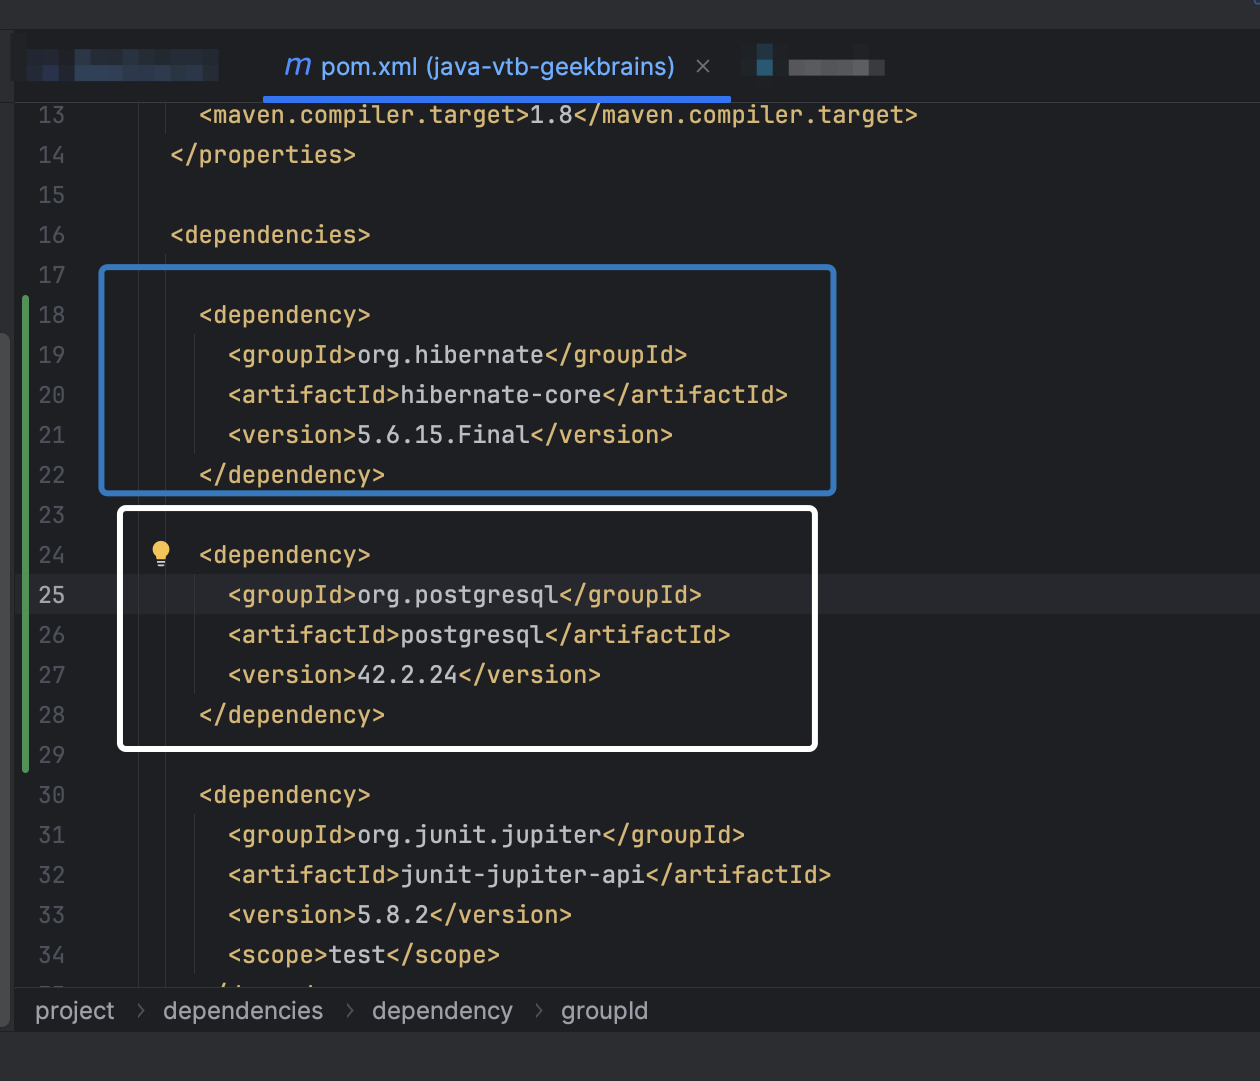 m pom.xml (java-vtb-geekbrains) ×
13 <maven.compiler.target>1.8</maven.compiler.target>
14 </properties>
15
16 <dependencies>
17
18 <dependency>
19 <groupId>org.hibernate</groupId>
20 <artifactId>hibernate-core</artifactId>
21 <version>5.6.15.Final</version>
22 </dependency>
23
24 <dependency>
25 <groupId>org.postgresql</groupId>
26 <artifactId>postgresql</artifactId>
27 <version>42.2.24</version>
28 </dependency>
29
30 <dependency>
31 <groupId>org.junit.jupiter</groupId>
32 <artifactId>junit-jupiter-api</artifactId>
33 <version>5.8.2</version>
34 <scope>test</scope>
project > dependencies > dependency > groupId